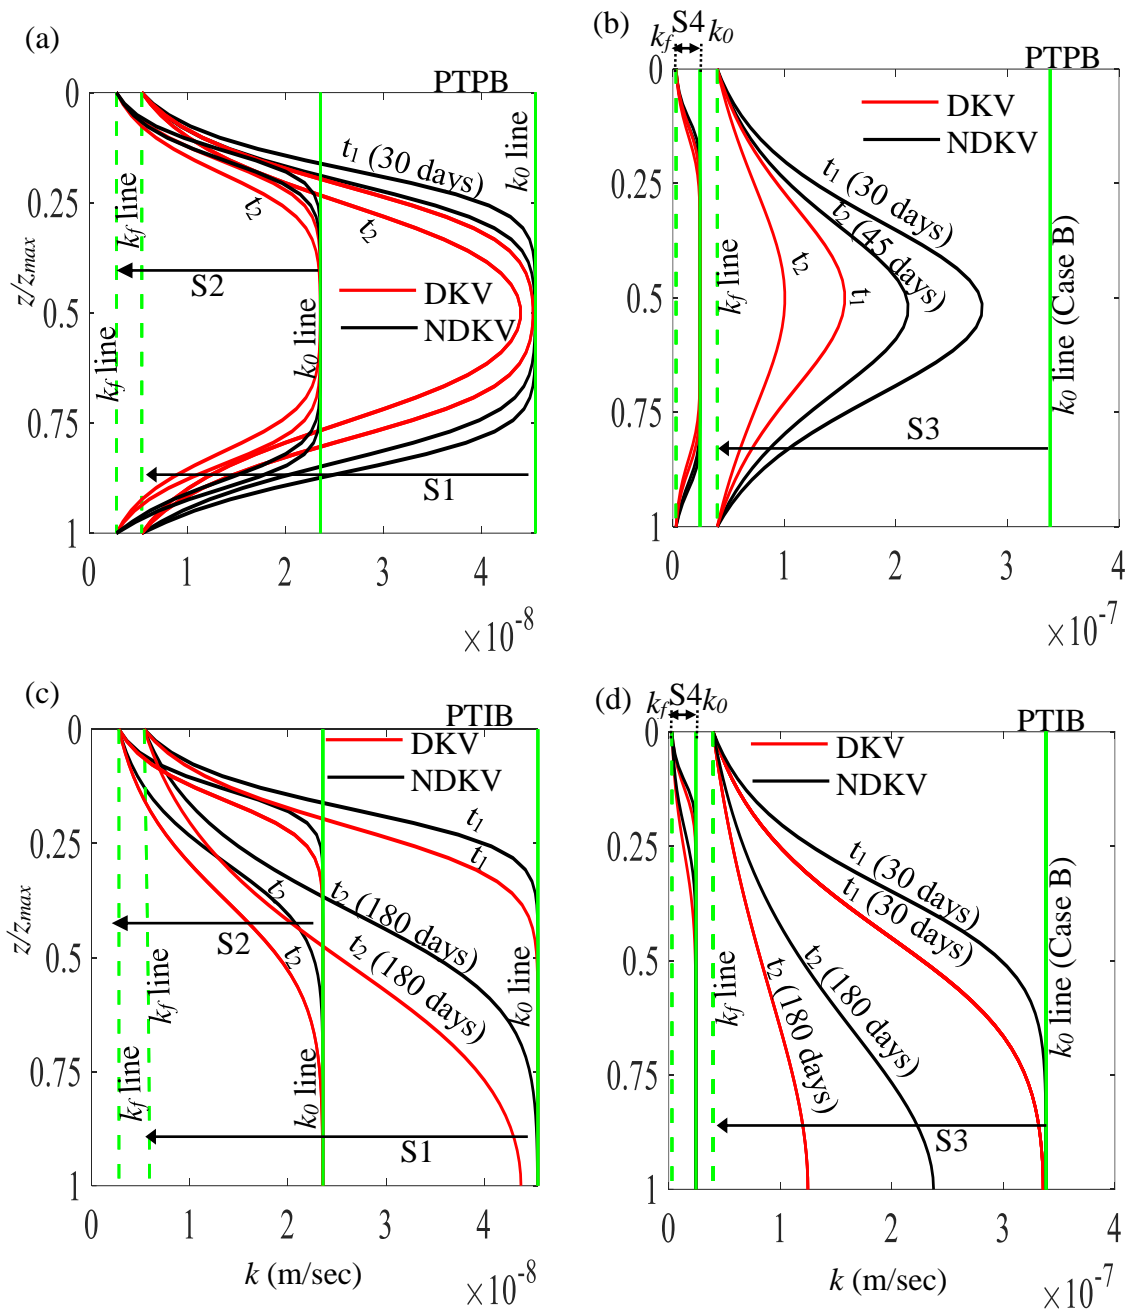 (a)
PTPB
0
0.25
0.5
0.75
1
z/zmax
0 1 2 3 4
×10-8
kf line
kf line
k0 line
k0 line
t1 (30 days)
t2
t2
S2
S1
DKV
NDKV
(b)
kf S4 k0
PTPB
0
0.25
0.5
0.75
1
0 1 2 3 4
×10-7
DKV
NDKV
t1 (30 days)
t2 (45 days)
t2
t1
kf line
k0 line (Case B)
S3
(c)
PTIB
0
0.25
0.5
0.75
1
z/zmax
0 1 2 3 4
k (m/sec)
×10-8
DKV
NDKV
t1
t1
t2
t2 (180 days)
t2
t2 (180 days)
S2
S1
kf line
kf line
k0 line
k0 line
(d)
kf S4 k0
PTIB
0
0.25
0.5
0.75
1
0 1 2 3 4
k (m/sec)
×10-7
DKV
NDKV
t1 (30 days)
t1 (30 days)
t2 (180 days)
t2 (180 days)
kf line
k0 line (Case B)
S3